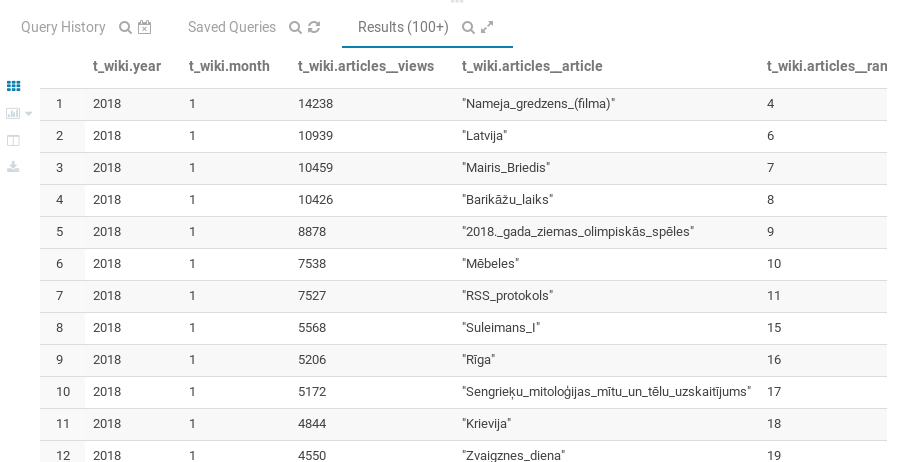 Query History Saved Queries Results (100+)
t_wiki.year t_wiki.month t_wiki.articles__views t_wiki.articles__article t_wiki.articles__ran
1 2018 1 14238 "Nameja_gredzens_(filma)" 4
2 2018 1 10939 "Latvija" 6
3 2018 1 10459 "Mairis_Briedis" 7
4 2018 1 10426 "Barikāžu_laiks" 8
5 2018 1 8878 "2018._gada_ziemas_olimpiskās_spēles" 9
6 2018 1 7538 "Mēbeles" 10
7 2018 1 7527 "RSS_protokols" 11
8 2018 1 5568 "Suleimans_I" 15
9 2018 1 5206 "Rīga" 16
10 2018 1 5172 "Sengrieķu_mitoloģijas_mītu_un_tēlu_uzskaitījums" 17
11 2018 1 4844 "Krievija" 18
12 2018 1 4550 "Zvaigznes_diena" 19